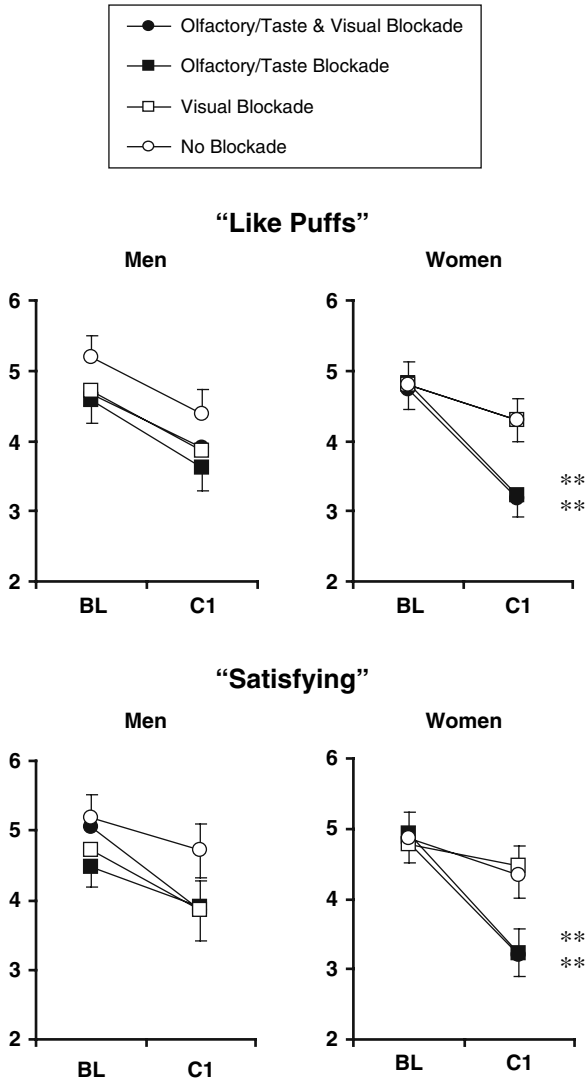 Olfactory/Taste & Visual Blockade
Olfactory/Taste Blockade
Visual Blockade
No Blockade
“Like Puffs”
Men
Women
6
5
4
3
2
BL C1
6
5
4
3
2
BL C1
**
**
“Satisfying”
Men
Women
6
5
4
3
2
BL C1
6
5
4
3
2
BL C1
**
**